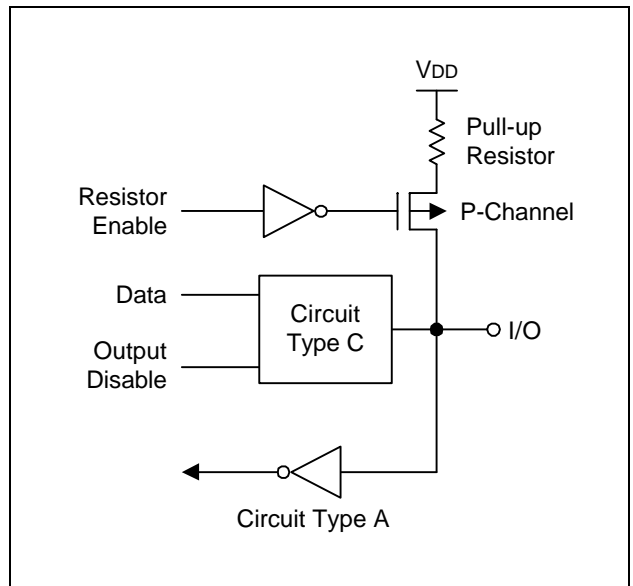 VDD
Pull-up
Resistor
Resistor
Enable
P-Channel
Data
Circuit
Type C
I/O
Output
Disable
Circuit Type A